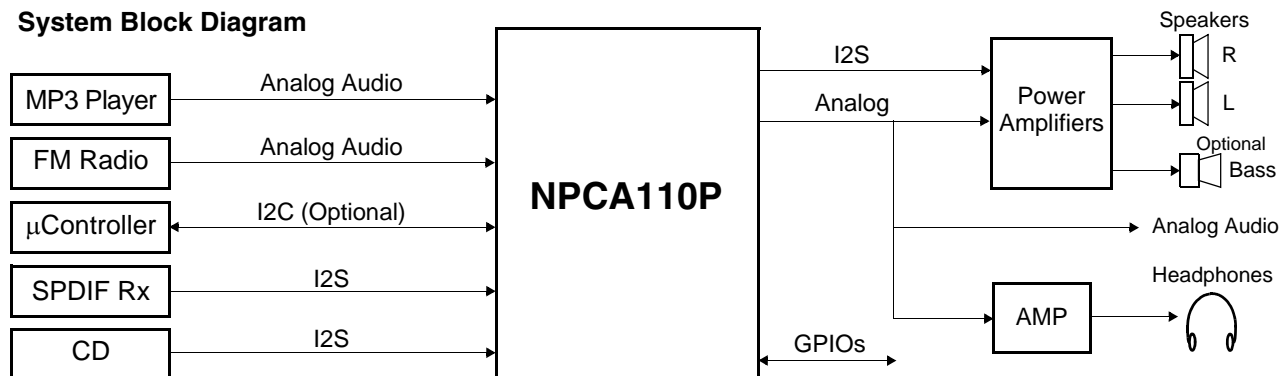 System Block Diagram
MP3 Player
Analog Audio
FM Radio
Analog Audio
μController
I2C (Optional)
SPDIF Rx
I2S
CD
I2S
NPCA110P
I2S
Analog
GPIOs
Power
Amplifiers
Speakers
R
L
Optional
Bass
Analog Audio
AMP
Headphones